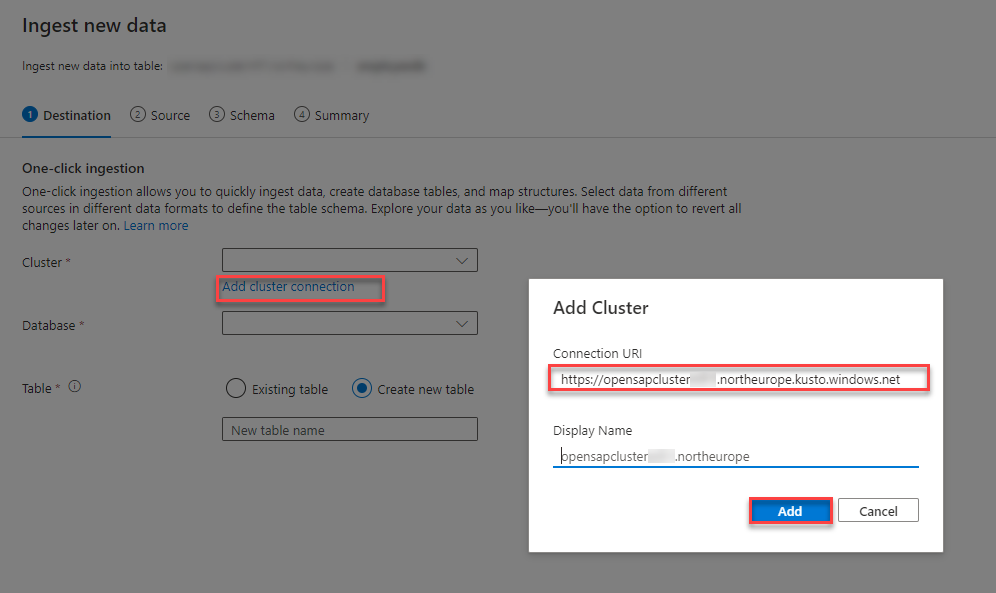 Ingest new data
Ingest new data into table:
1 Destination 2 Source 3 Schema 4 Summary
One-click ingestion
One-click ingestion allows you to quickly ingest data, create database tables, and map structures. Select data from different
sources in different data formats to define the table schema. Explore your data as you like—you'll have the option to revert all
changes later on. Learn more
Cluster *
Add cluster connection
Database *
Table * Existing table Create new table
New table name
Add Cluster
Connection URI
https://opensapcluster .northeurope.kusto.windows.net
Display Name
opensapcluster .northeurope
Add Cancel